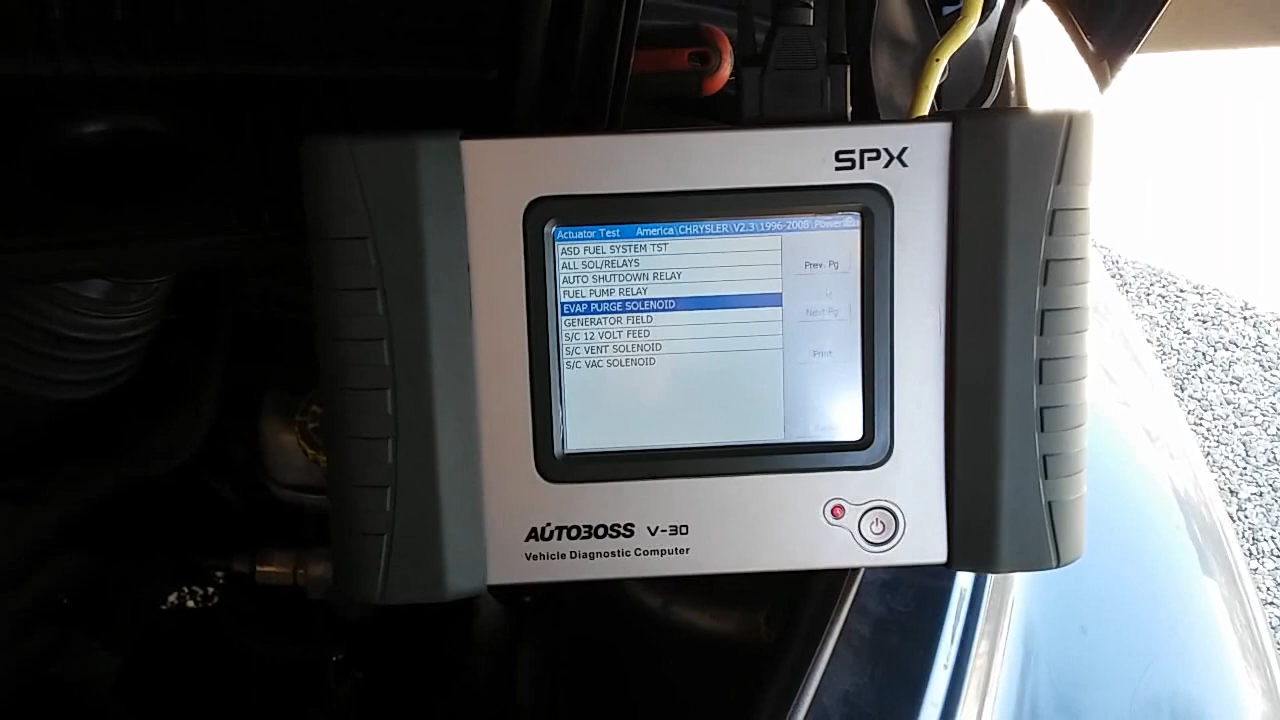 SPX
Actuator Test America\CHRYSLER\V2.3\1996-2008\Power
ASD FUEL SYSTEM TST
ALL SOL/RELAYS
AUTO SHUTDOWN RELAY
FUEL PUMP RELAY
EVAP PURGE SOLENOID
GENERATOR FIELD
S/C 12 VOLT FEED
S/C VENT SOLENOID
S/C VAC SOLENOID
Prev. Pg
Next Pg
Print
AUTOBOSS V-30
Vehicle Diagnostic Computer